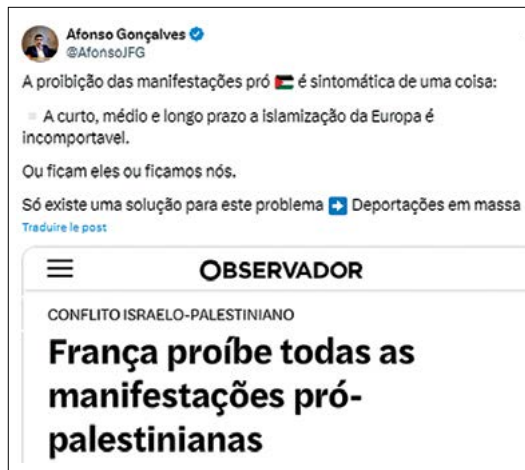 Afonso Gonçalves
@AfonsoJFG
A proibição das manifestações pró 🇵🇸 é sintomática de uma coisa:
▫️ A curto, médio e longo prazo a islamização da Europa é
incomportavel.
Ou ficam eles ou ficamos nós.
Só existe uma solução para este problema ➡️ Deportações em massa
Traduire le post
OBSERVADOR
CONFLITO ISRAELO-PALESTINIANO
França proíbe todas as
manifestações pró-
palestinianas